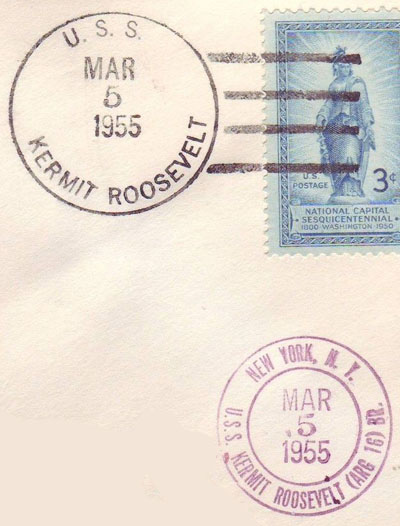 U. S. S.
MAR
5
1955
KERMIT ROOSEVELT
U.S.
POSTAGE
3¢
NATIONAL CAPITAL
SESQUICENTENNIAL
1800·WASHINGTON·1950
NEW YORK, N. Y.
MAR
5
1955
U.S.S. KERMIT ROOSEVELT (ARG 16) BR.